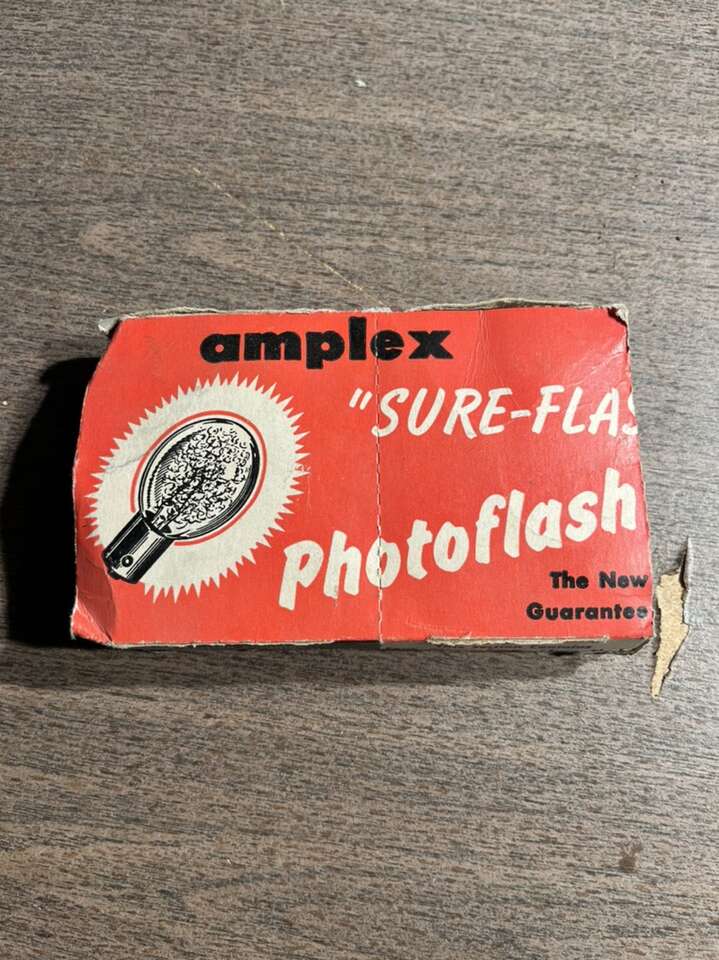 amplex
"SURE-FLAS
Photoflash
The New
Guarantee